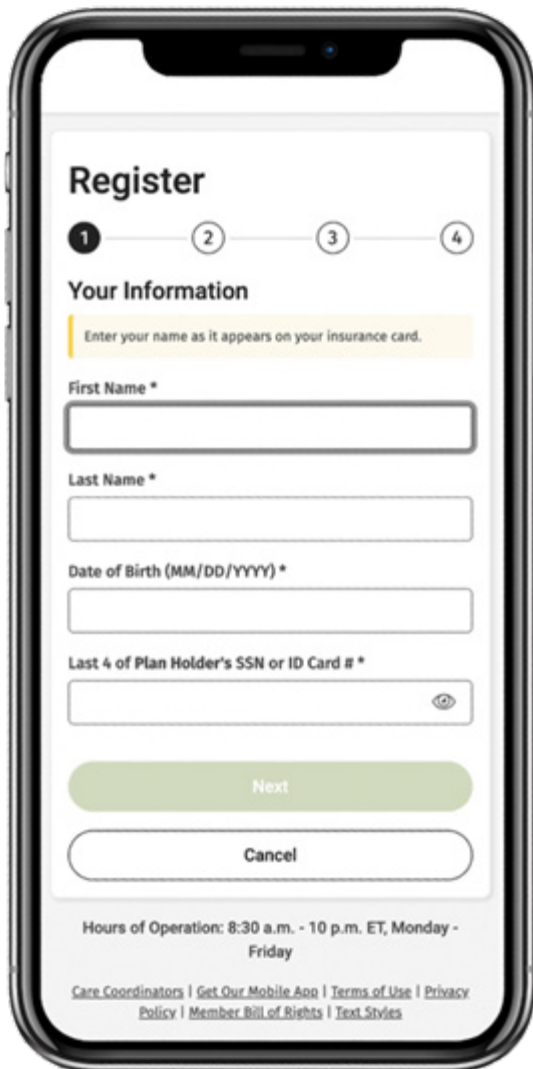 Register
1 2 3 4
Your Information
Enter your name as it appears on your insurance card.
First Name *
Last Name *
Date of Birth (MM/DD/YYYY) *
Last 4 of Plan Holder's SSN or ID Card # *
Next
Cancel
Hours of Operation: 8:30 a.m. - 10 p.m. ET, Monday -
Friday
Care Coordinators | Get Our Mobile App | Terms of Use | Privacy
Policy | Member Bill of Rights | Text Styles